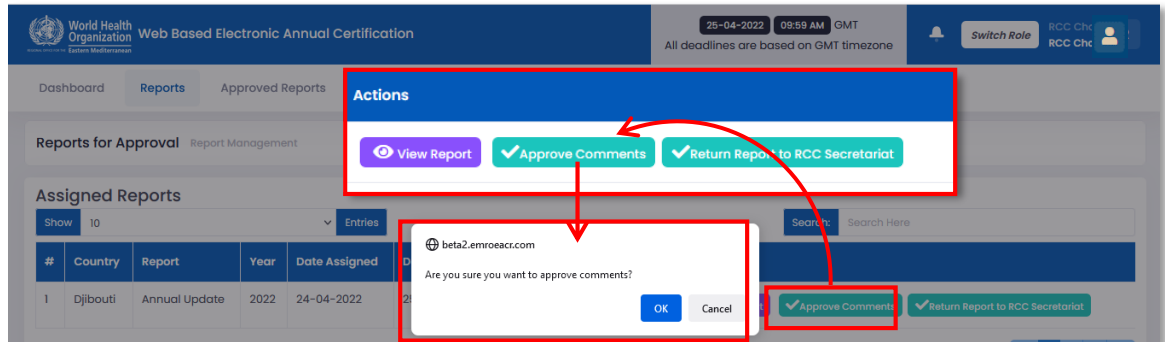 World Health
Organization
Eastern Mediterranean
Web Based Electronic Annual Certification
25-04-2022 09:59 AM GMT
All deadlines are based on GMT timezone
Switch Role
RCC Cha
RCC Chc
Dashboard Reports Approved Reports
Actions
View Report Approve Comments Return Report to RCC Secretariat
Reports for Approval Report Management
Assigned Reports
Show 10 Entries
Search: Search Here
# Country Report Year Date Assigned D
1 Djibouti Annual Update 2022 24-04-2022
Approve Comments Return Report to RCC Secretariat
beta2.emroeacr.com
Are you sure you want to approve comments?
OK Cancel